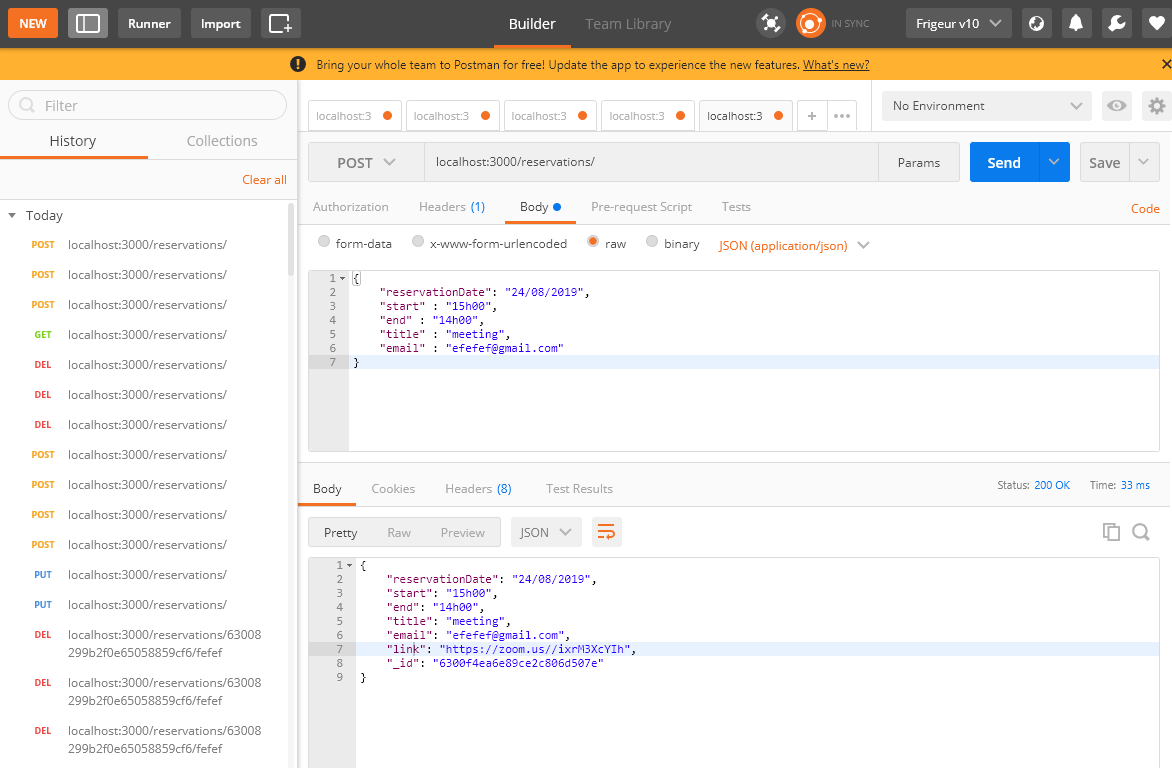 NEW Runner Import Builder Team Library IN SYNC Frigeur v10
Bring your whole team to Postman for free! Update the app to experience the new features. What's new?
Filter
History Collections
Clear all
Today
POST localhost:3000/reservations/
POST localhost:3000/reservations/
POST localhost:3000/reservations/
GET localhost:3000/reservations/
DEL localhost:3000/reservations/
DEL localhost:3000/reservations/
DEL localhost:3000/reservations/
POST localhost:3000/reservations/
POST localhost:3000/reservations/
POST localhost:3000/reservations/
POST localhost:3000/reservations/
PUT localhost:3000/reservations/
PUT localhost:3000/reservations/
DEL localhost:3000/reservations/63008
299b2f0e65058859cf6/fefef
DEL localhost:3000/reservations/63008
299b2f0e65058859cf6/fefef
DEL localhost:3000/reservations/63008
299b2f0e65058859cf6/fefef
localhost:3 localhost:3 localhost:3 localhost:3 localhost:3 + ••• No Environment
POST localhost:3000/reservations/ Params Send Save
Authorization Headers (1) Body Pre-request Script Tests Code
form-data x-www-form-urlencoded raw binary JSON (application/json)
1 {
2 "reservationDate": "24/08/2019",
3 "start" : "15h00",
4 "end" : "14h00",
5 "title" : "meeting",
6 "email" : "efefef@gmail.com"
7 }
Body Cookies Headers (8) Test Results Status: 200 OK Time: 33 ms
Pretty Raw Preview JSON
1 {
2 "reservationDate": "24/08/2019",
3 "start": "15h00",
4 "end": "14h00",
5 "title": "meeting",
6 "email": "efefef@gmail.com",
7 "link": "https://zoom.us//ixrM3XcYIh",
8 "_id": "6300f4ea6e89ce2c806d507e"
9 }